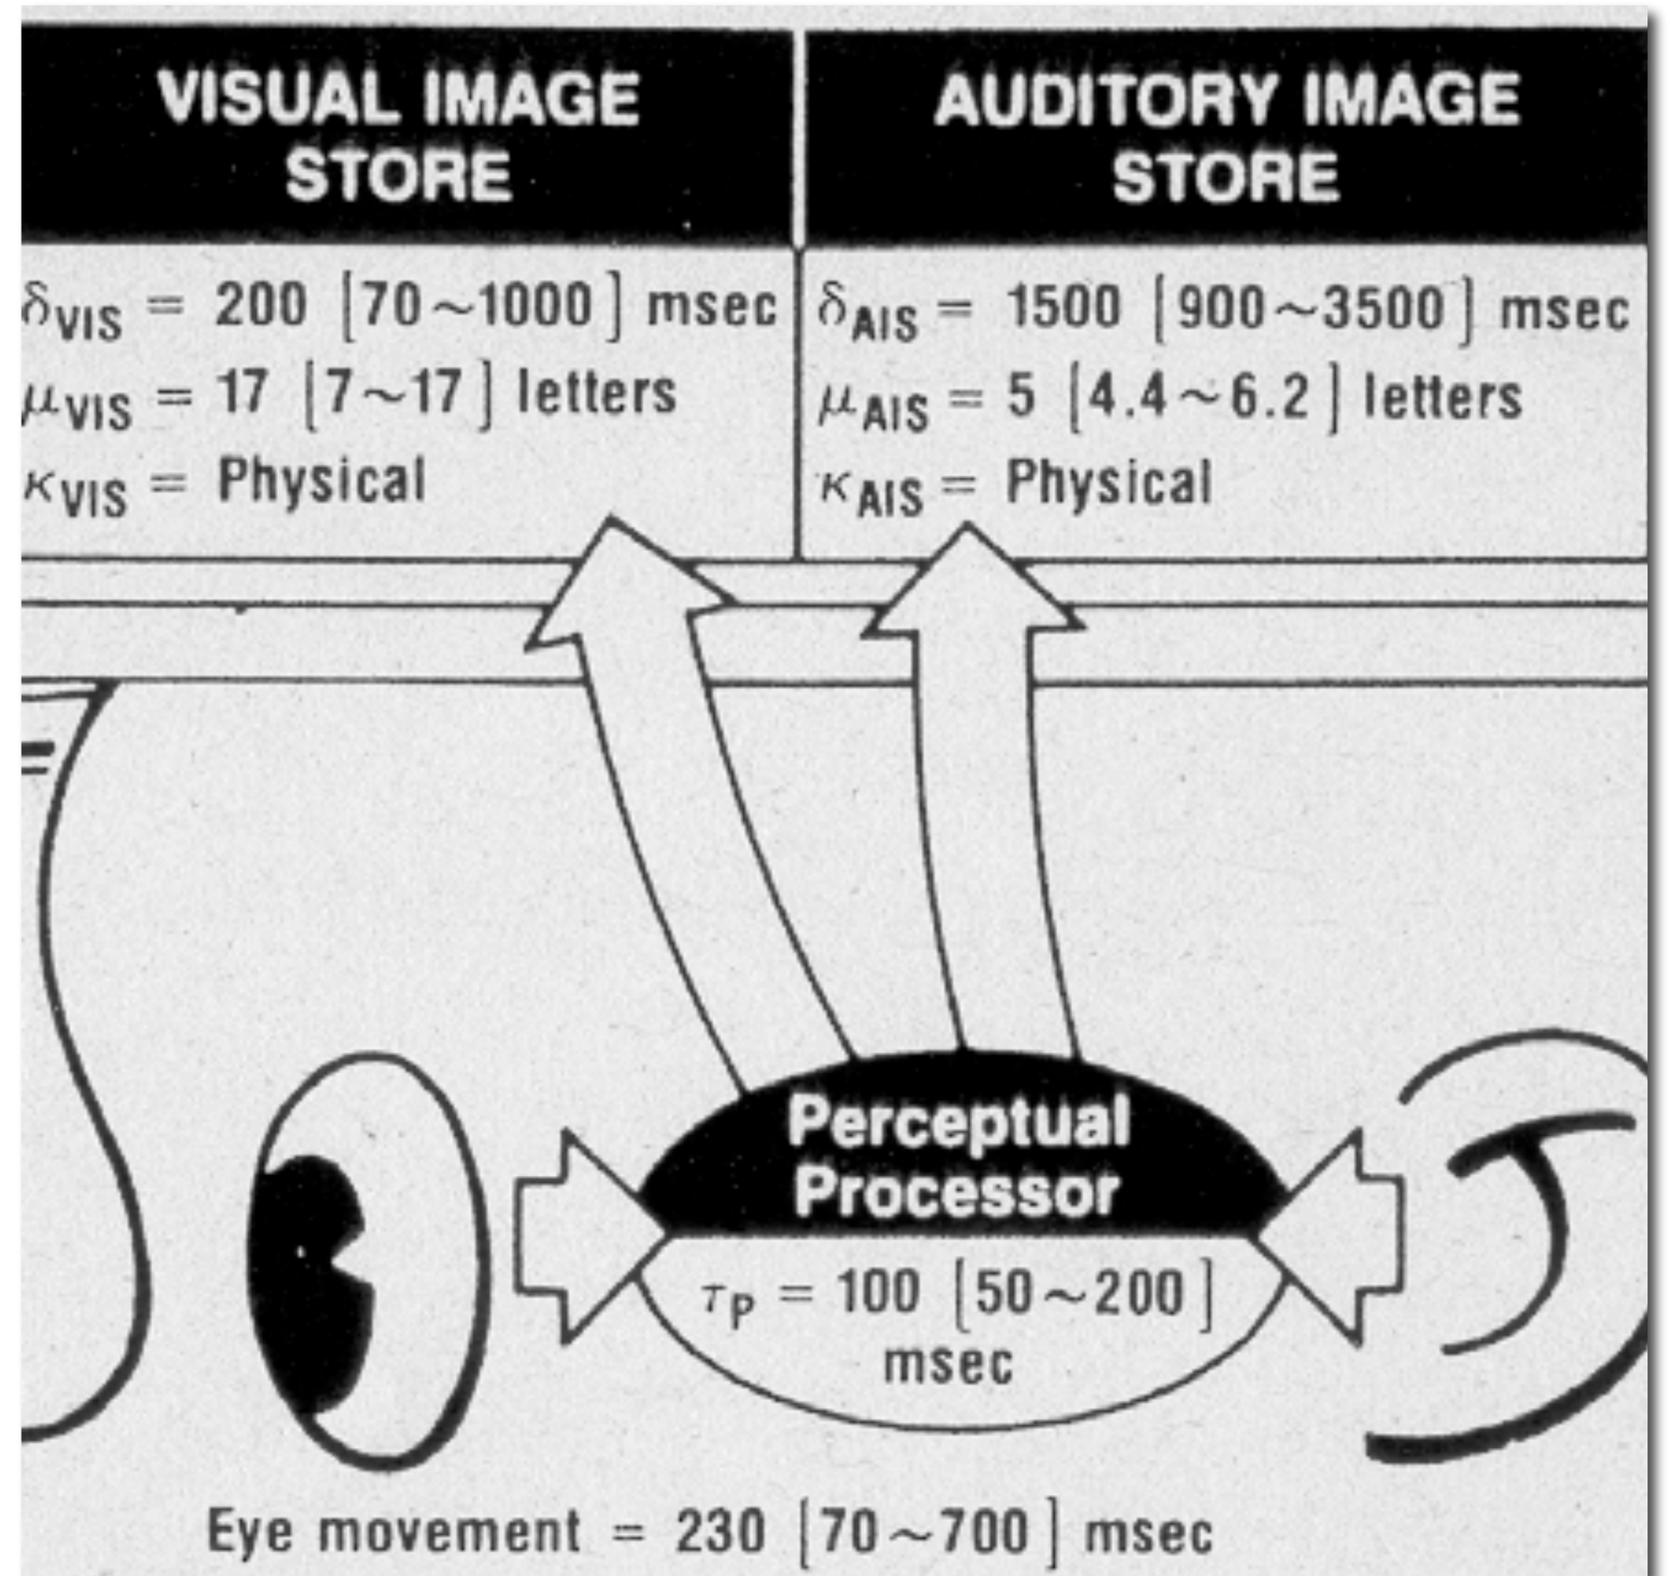 VISUAL IMAGE
STORE
δVIS = 200 [70~1000] msec
μVIS = 17 [7~17] letters
κVIS = Physical
AUDITORY IMAGE
STORE
δAIS = 1500 [900~3500] msec
μAIS = 5 [4.4~6.2] letters
κAIS = Physical
Perceptual
Processor
τP = 100 [50~200]
msec
Eye movement = 230 [70~700] msec